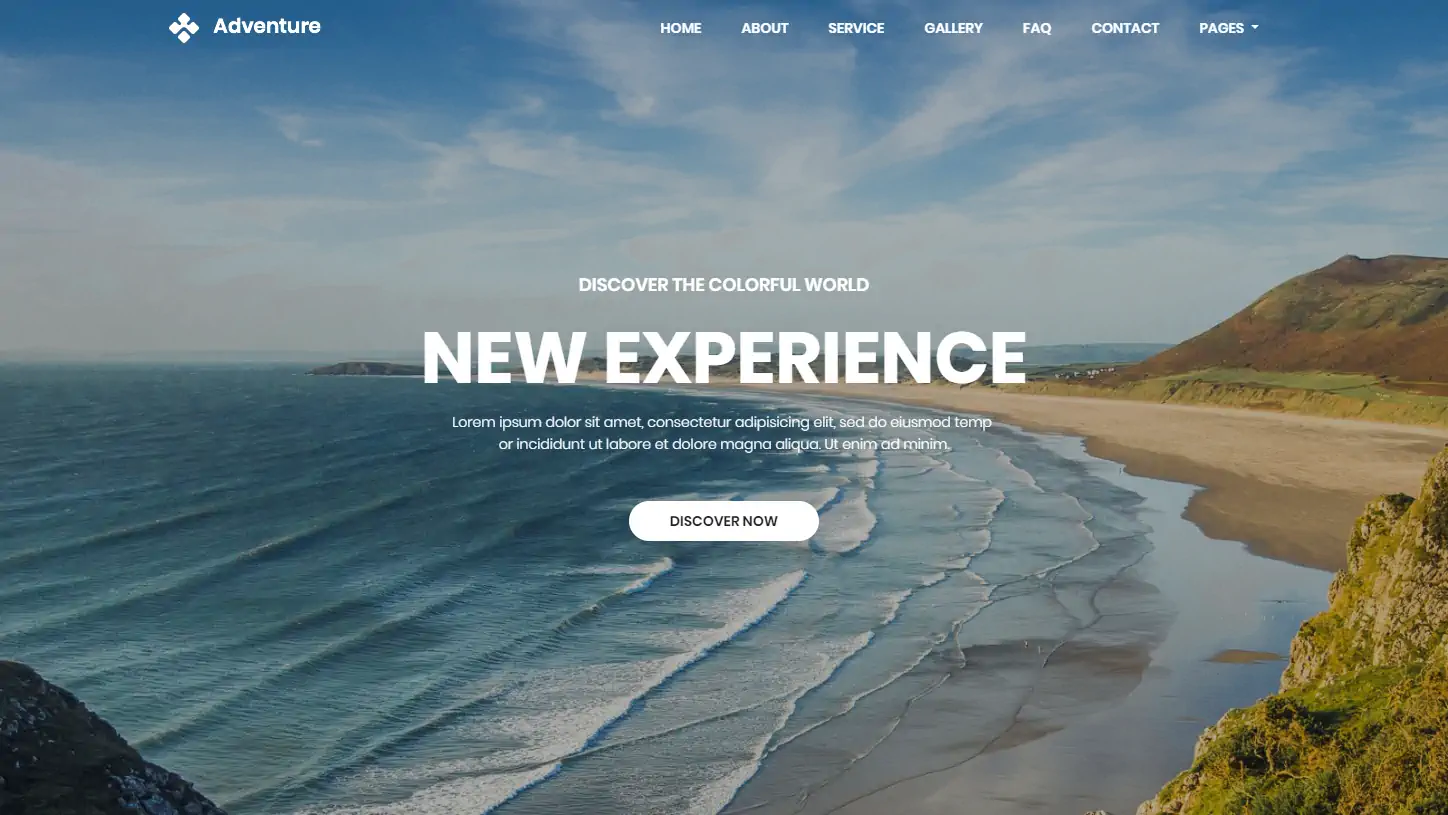 Adventure
HOME ABOUT SERVICE GALLERY FAQ CONTACT PAGES
DISCOVER THE COLORFUL WORLD
NEW EXPERIENCE
Lorem ipsum dolor sit amet, consectetur adipisicing elit, sed do eiusmod temp
or incididunt ut labore et dolore magna aliqua. Ut enim ad minim.
DISCOVER NOW